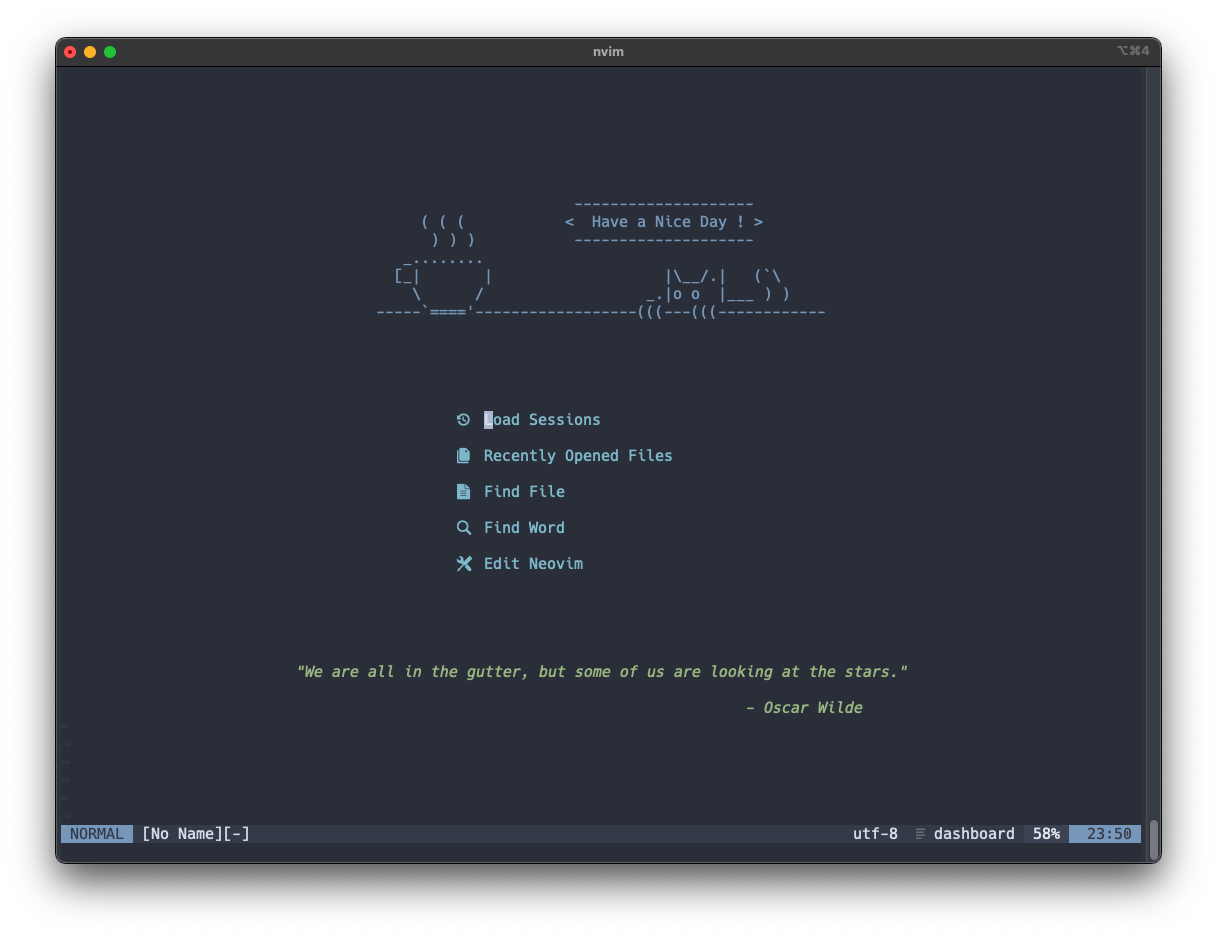 nvim
⌥⌘4
--------------------
( ( (           <  Have a Nice Day ! >
) ) )           --------------------
_........
[_|       |                   |\__/.|   (`\
\      /                  _.|o o  |___ ) )
-----`===='------------------(((---(((------------
Load Sessions
Recently Opened Files
Find File
Find Word
Edit Neovim
"We are all in the gutter, but some of us are looking at the stars."
- Oscar Wilde
~
~
~
~
~
~
NORMAL [No Name][-] utf-8 dashboard 58% 23:50